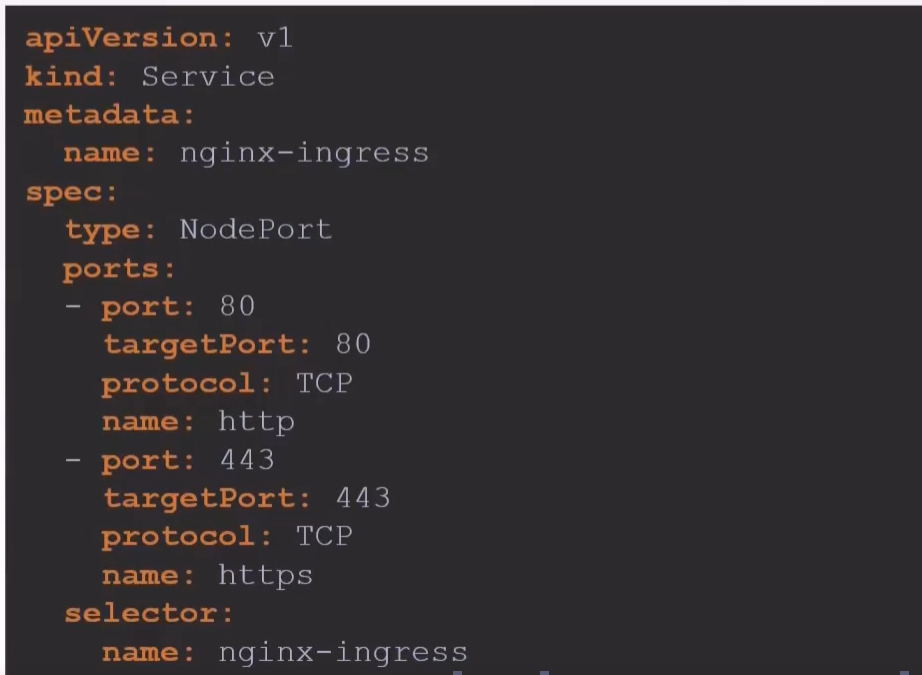 apiVersion: v1
kind: Service
metadata:
  name: nginx-ingress
spec:
  type: NodePort
  ports:
  - port: 80
    targetPort: 80
    protocol: TCP
    name: http
  - port: 443
    targetPort: 443
    protocol: TCP
    name: https
  selector:
    name: nginx-ingress